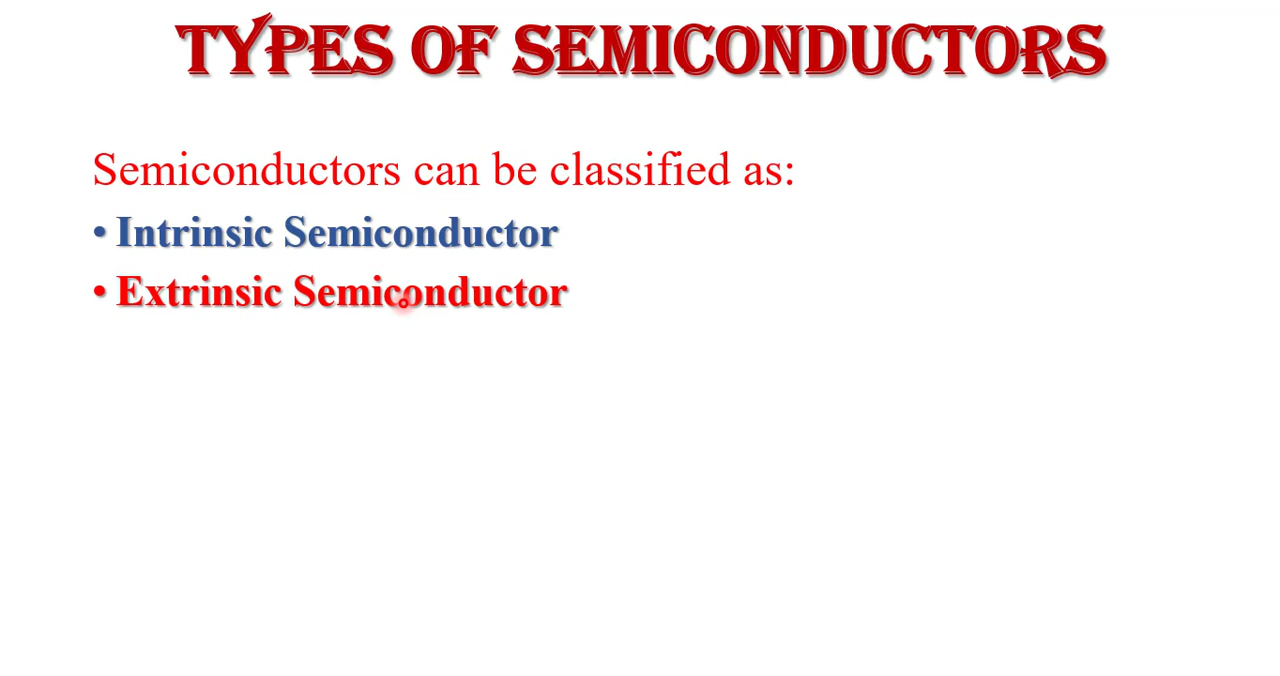 TYPES OF SEMICONDUCTORS
Semiconductors can be classified as:
• Intrinsic Semiconductor
• Extrinsic Semiconductor